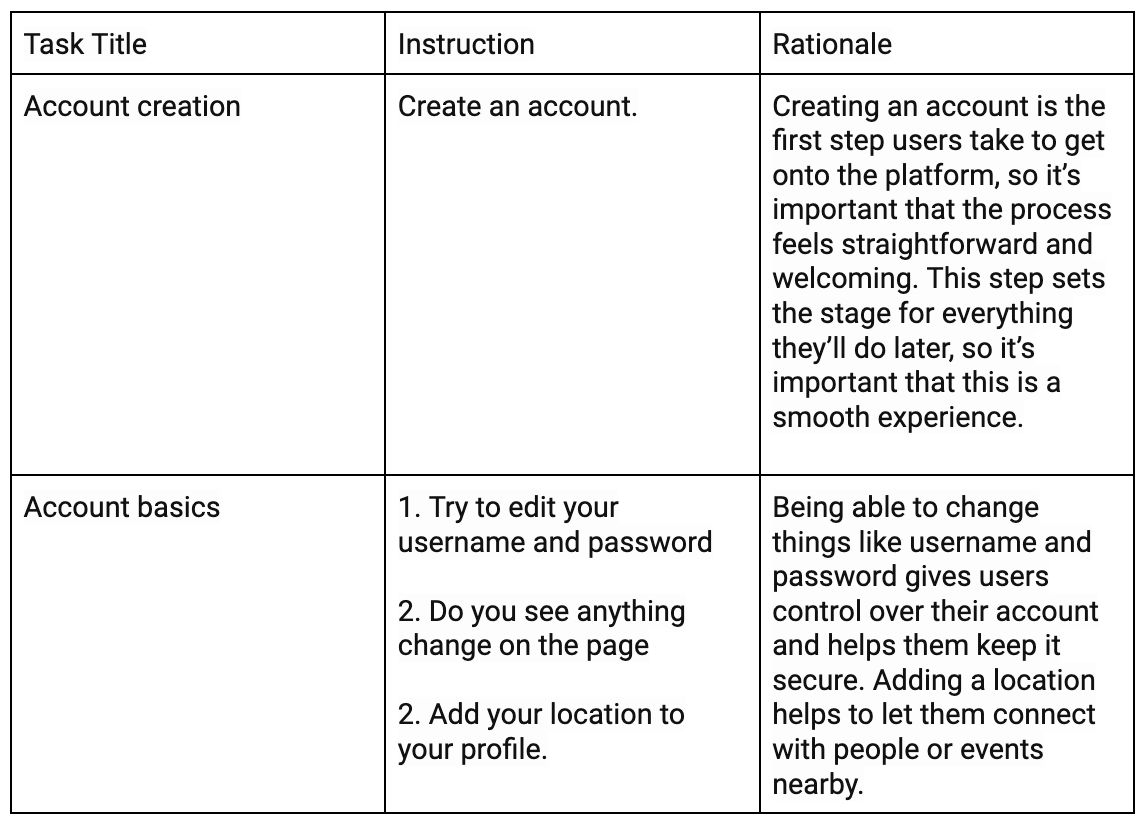 Task Title
Instruction
Rationale
Account creation
Create an account.
Creating an account is the
first step users take to get
onto the platform, so it’s
important that the process
feels straightforward and
welcoming. This step sets
the stage for everything
they’ll do later, so it’s
important that this is a
smooth experience.
Account basics
1. Try to edit your
username and password
2. Do you see anything
change on the page
2. Add your location to
your profile.
Being able to change
things like username and
password gives users
control over their account
and helps them keep it
secure. Adding a location
helps to let them connect
with people or events
nearby.